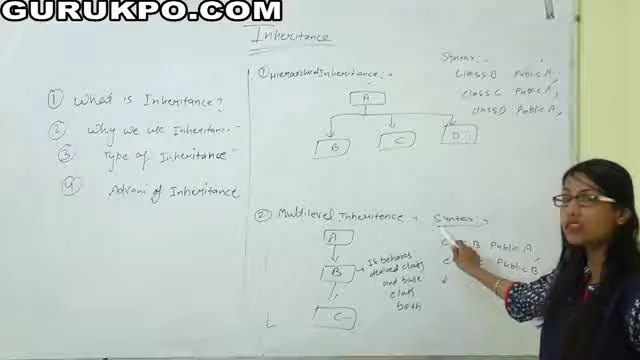 GURUKPO.COM
Inheritance
① What is Inheritance?
② Why we use Inheritance
③ Type of Inheritance
④ Advan of Inheritance
① Hierarchical Inheritance :-
A
B C D
Syntax :-
Class B Public A,
Class C Public A,
Class D Public A,
② Multilevel Inheritence :
A
B
C
It behaves
derived class
and base
class
both
Syntax :
B Public A
Public B